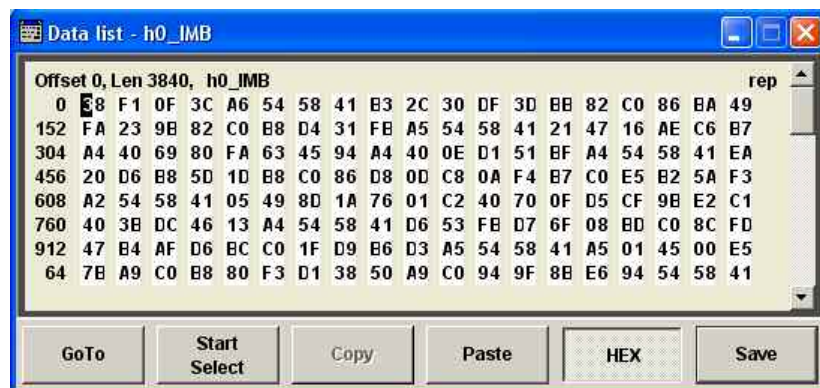 Data list - h0_IMB
Offset 0, Len 3840, h0_IMB rep
0 38 F1 0F 3C A6 54 58 41 B3 2C 30 DF 3D BB 82 C0 86 BA 49
152 FA 23 9B 82 C0 B8 D4 31 FB A5 54 58 41 21 47 16 AE C6 B7
304 A4 40 69 80 FA 63 45 94 A4 40 0E D1 51 BF A4 54 58 41 EA
456 20 D6 B8 5D 1D B8 C0 86 D8 0D C8 0A F4 B7 C0 E5 B2 5A F3
608 A2 54 58 41 05 49 8D 1A 76 01 C2 40 70 0F D5 CF 9B E2 C1
760 40 3B DC 46 13 A4 54 58 41 D6 53 FB D7 6F 08 BD C0 8C FD
912 47 B4 AF D6 BC C0 1F D9 B6 D3 A5 54 58 41 A5 01 45 00 E5
64 7B A9 C0 B8 80 F3 D1 38 50 A9 C0 94 9F 8B E6 94 54 58 41
GoTo
Start Select
Copy
Paste
HEX
Save